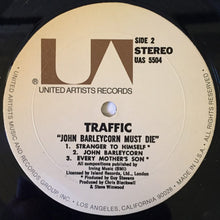 UA
UNITED ARTISTS RECORDS
SIDE 2
STEREO
UAS 5504
TRAFFIC
"JOHN BARLEYCORN MUST DIE"
1. STRANGER TO HIMSELF *
2. JOHN BARLEYCORN
3. EVERY MOTHER'S SON *
All compositions published by
Irving Music (BMI)
Licensed by Island Records, Ltd., London
* Produced by Guy Stevens
Produced by Chris Blackwell
and Steve Winwood
UNITED ARTISTS MUSIC AND RECORDS GROUP, INC. • LOS ANGELES, CALIFORNIA 90028 • MADE IN U.S.A.